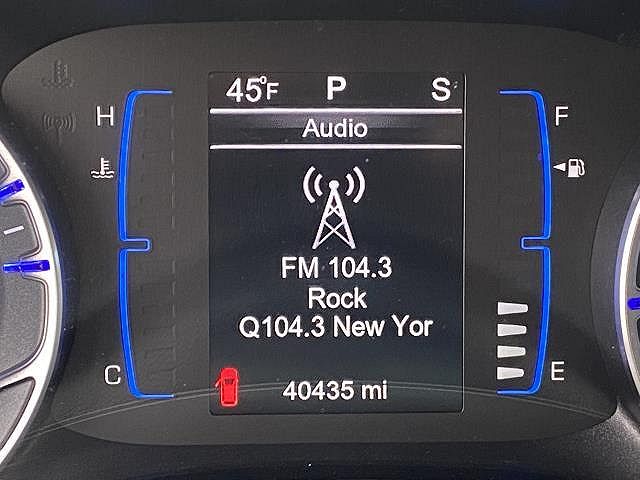 45°F P S
H
F
Audio
FM 104.3
Rock
Q104.3 New Yor
C
E
40435 mi